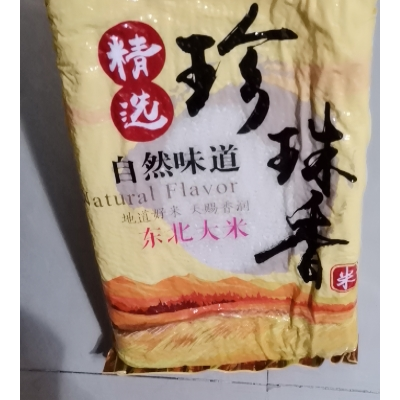 精选
珍珠香
米
自然味道
Natural Flavor
地道好米 天赐香润
东北大米